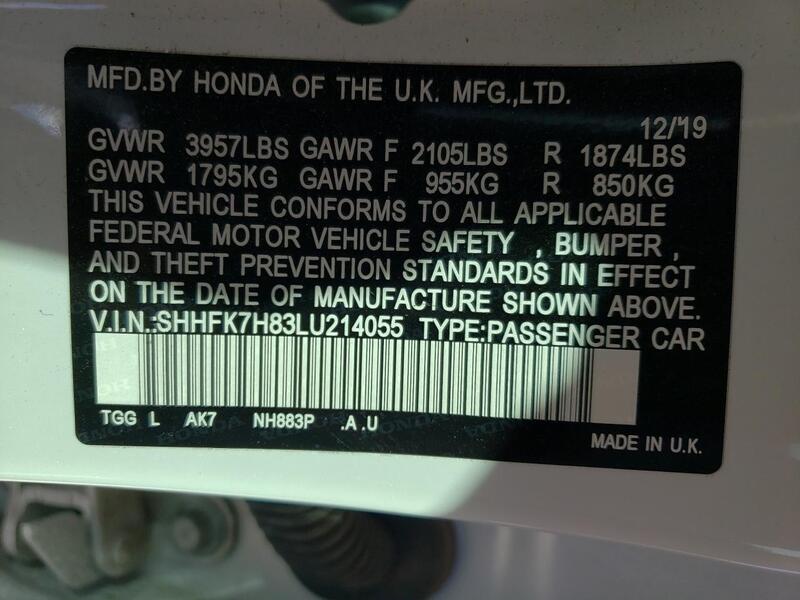 MFD.BY HONDA OF THE U.K. MFG.,LTD.
12/'19
GVWR 3957LBS GAWR F 2105LBS R 1874LBS
GVWR 1795KG GAWR F 955KG R 850KG
THIS VEHICLE CONFORMS TO ALL APPLICABLE
FEDERAL MOTOR VEHICLE SAFETY , BUMPER ,
AND THEFT PREVENTION STANDARDS IN EFFECT
ON THE DATE OF MANUFACTURE SHOWN ABOVE.
V.I.N.:SHHFK7H83LU214055 TYPE:PASSENGER CAR
TGG L AK7 NH883P .A .U
MADE IN U.K.